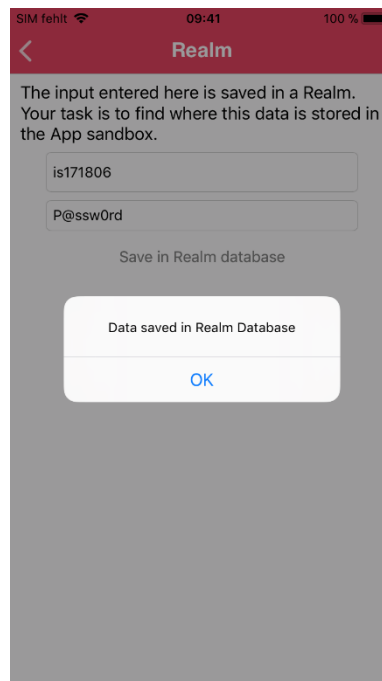 SIM fehlt 09:41 100 %
Realm
The input entered here is saved in a Realm.
Your task is to find where this data is stored in
the App sandbox.
is171806
P@ssw0rd
Save in Realm database
Data saved in Realm Database
OK